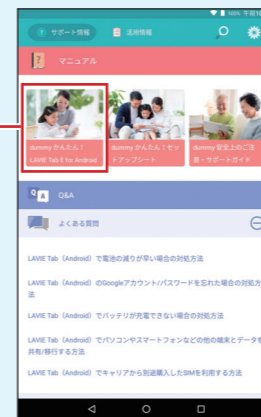 100% 午前10
? サポート情報
活用情報
? マニュアル
dummy かんたん！
LAVIE Tab E for Android
dummy かんたん！セッ
トアップシート
dummy 安全上のご注
意・サポートガイド
Q A Q&A
よくある質問
LAVIE Tab（Android）で電池の減りが早い場合の対処方法
LAVIE Tab（Android）のGoogleアカウント/パスワードを忘れた場合の対処方
法
LAVIE Tab（Android）でバッテリが充電できない場合の対処方法
LAVIE Tab（Android）でパソコンやスマートフォンなどの他の端末とデータを
共有/移行する方法
LAVIE Tab（Android）でキャリアから別途購入したSIMを利用する方法